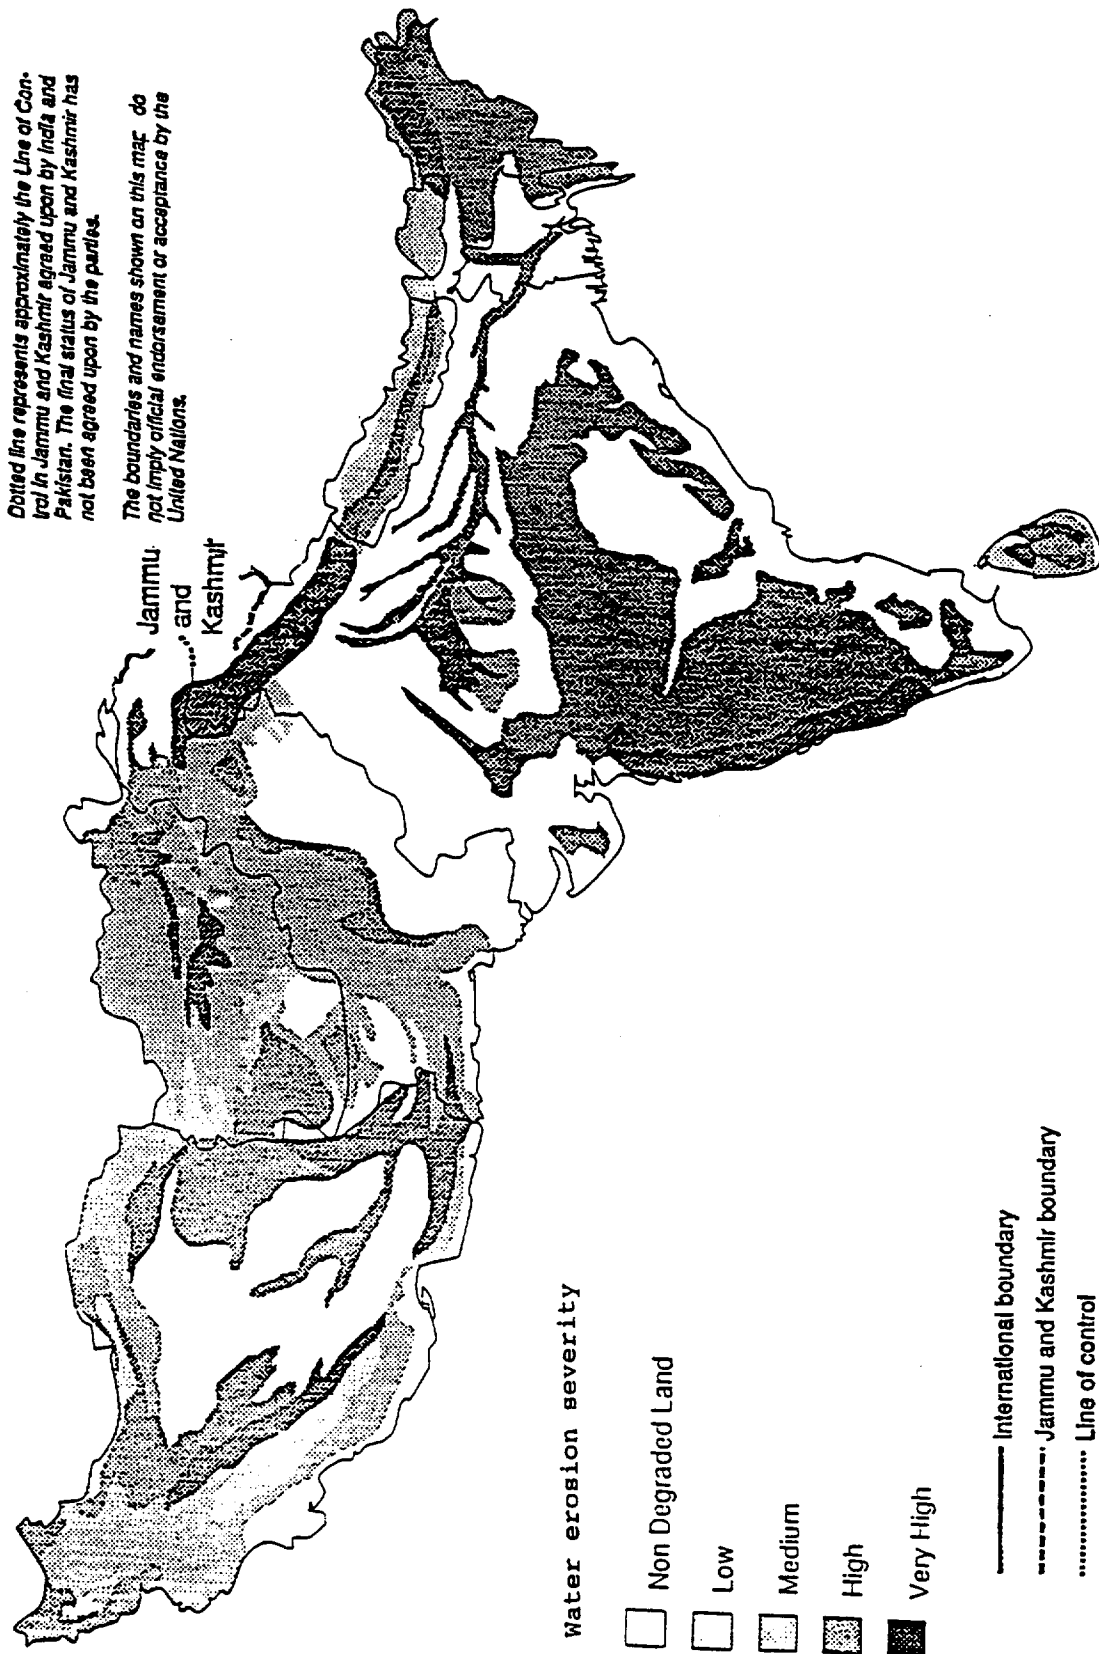 Dotted line represents approximately the Line of Con-
trol in Jammu and Kashmir agreed upon by India and
Pakistan. The final status of Jammu and Kashmir has
not been agreed upon by the parties.
The boundaries and names shown on this map do
not imply official endorsement or acceptance by the
United Nations.
Jammu
and
Kashmir
Water erosion severity
Non Degraded Land
Low
Medium
High
Very High
International boundary
Jammu and Kashmir boundary
Line of control